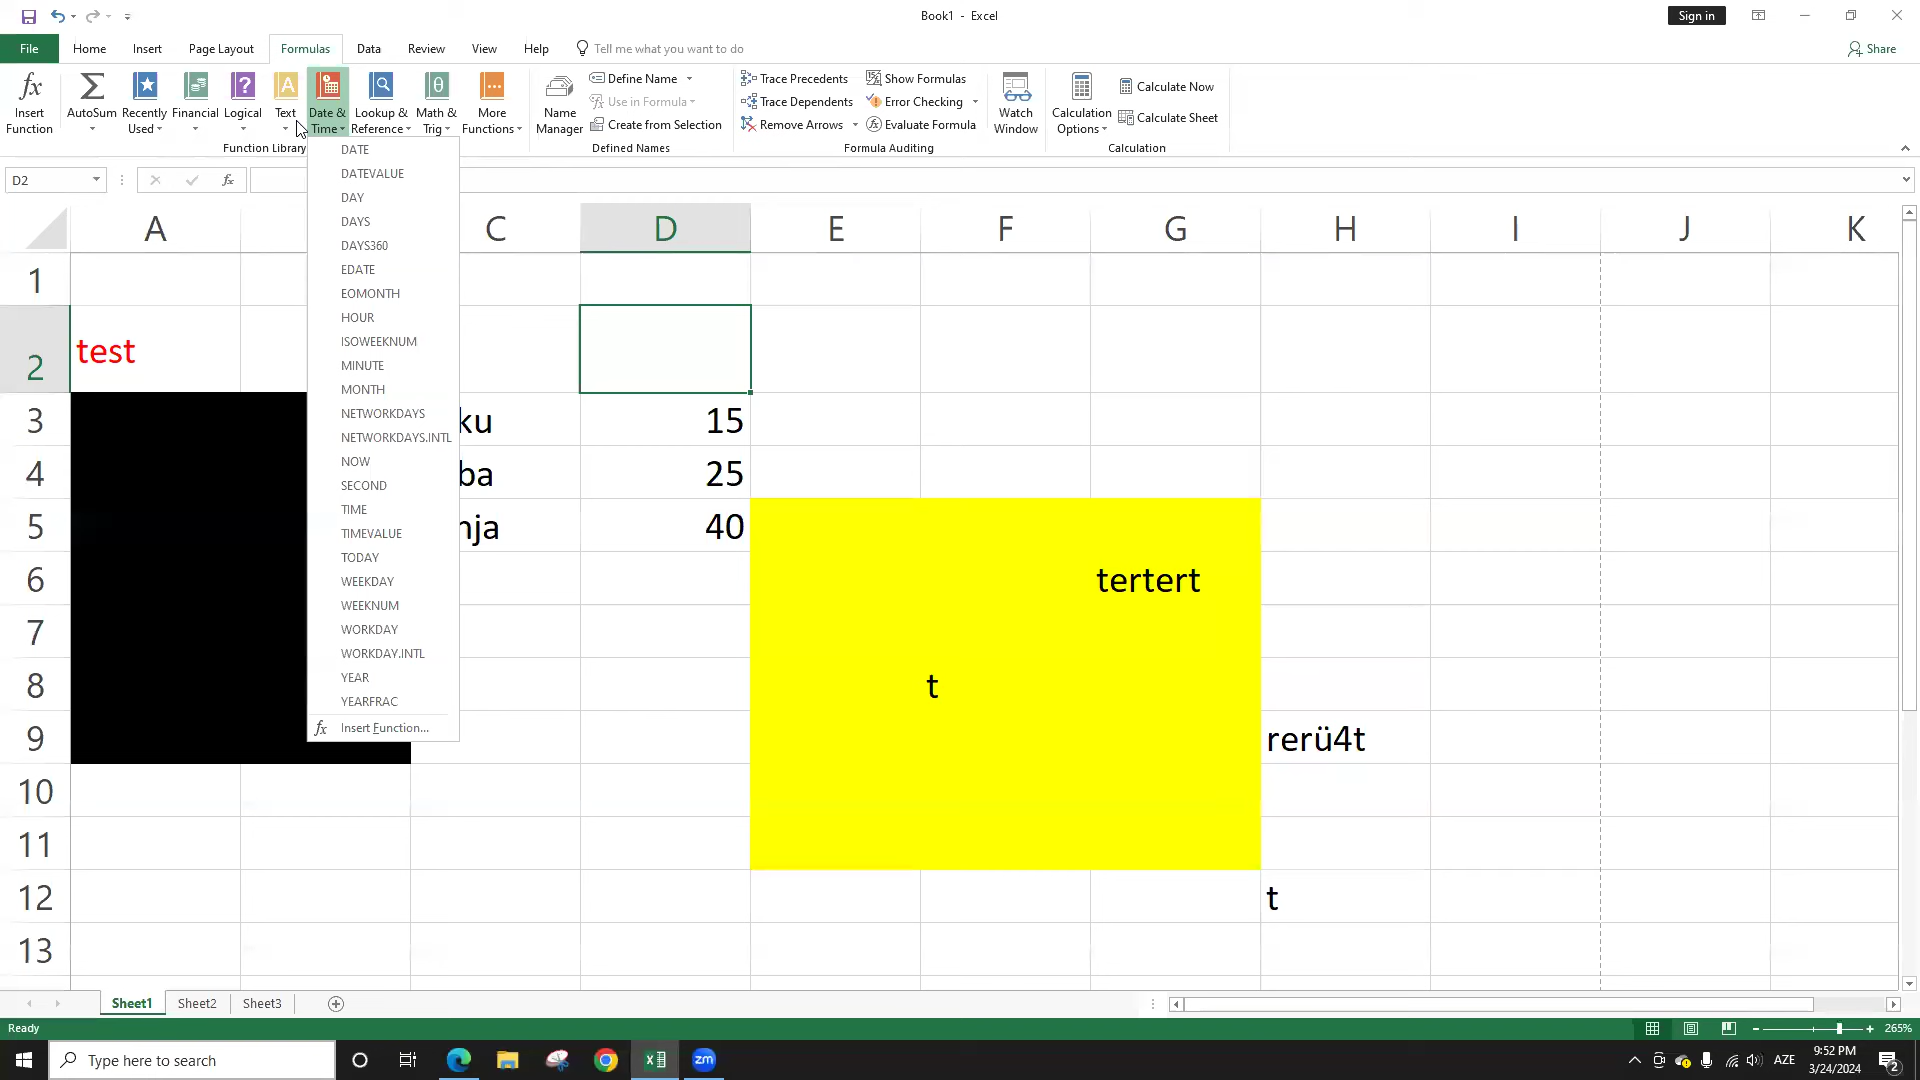 Book1 - Excel
Sign in
File Home Insert Page Layout Formulas Data Review View Help Tell me what you want to do
Share
Insert Function
AutoSum
Recently Used
Financial
Logical
Text
Date & Time
Lookup & Reference
Math & Trig
More Functions
Function Library
Name Manager
Define Name
Use in Formula
Create from Selection
Defined Names
Trace Precedents
Trace Dependents
Remove Arrows
Show Formulas
Error Checking
Evaluate Formula
Formula Auditing
Watch Window
Calculation Options
Calculate Now
Calculate Sheet
Calculation
D2
fx
DATE
DATEVALUE
DAY
DAYS
DAYS360
EDATE
EOMONTH
HOUR
ISOWEEKNUM
MINUTE
MONTH
NETWORKDAYS
NETWORKDAYS.INTL
NOW
SECOND
TIME
TIMEVALUE
TODAY
WEEKDAY
WEEKNUM
WORKDAY
WORKDAY.INTL
YEAR
YEARFRAC
fx Insert Function...
A C D E F G H I J K
1
2 test
3 ku 15
4 ba 25
5 nja 40
6 tertert
7
8 t
9 rerü4t
10
11
12 t
13
Sheet1 Sheet2 Sheet3
Ready
265%
Type here to search
zm
AZE
9:52 PM
3/24/2024
2